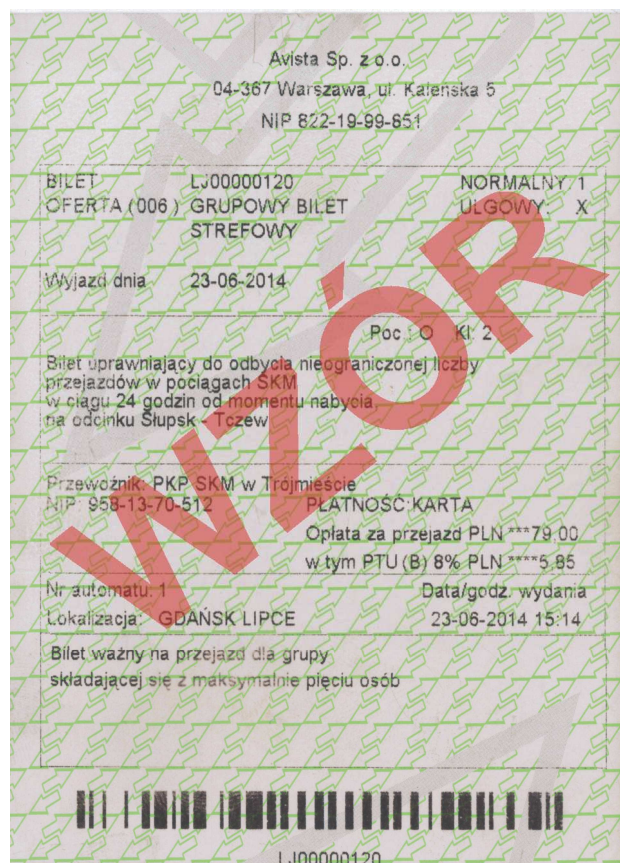 Avista Sp. z o.o.
04-367 Warszawa, ul. Kaleńska 5
NIP 822-19-99-651
BILET LJ00000120 NORMALNY: 1
OFERTA (006) GRUPOWY BILET ULGOWY: X
STREFOWY
Wyjazd dnia 23-06-2014
Poc.: O Kl. 2
Bilet uprawniający do odbycia nieograniczonej liczby
przejazdów w pociągach SKM
w ciągu 24 godzin od momentu nabycia,
na odcinku Słupsk - Tczew
Przewoźnik: PKP SKM w Trójmieście
NIP: 958-13-70-512 PŁATNOŚĆ:KARTA
Opłata za przejazd PLN ***79,00
w tym PTU (B) 8% PLN ****5,85
Nr automatu: 1 Data/godz. wydania
Lokalizacja: GDAŃSK LIPCE 23-06-2014 15:14
Bilet ważny na przejazd dla grupy
składającej się z maksymalnie pięciu osób
LJ00000120
WZÓR